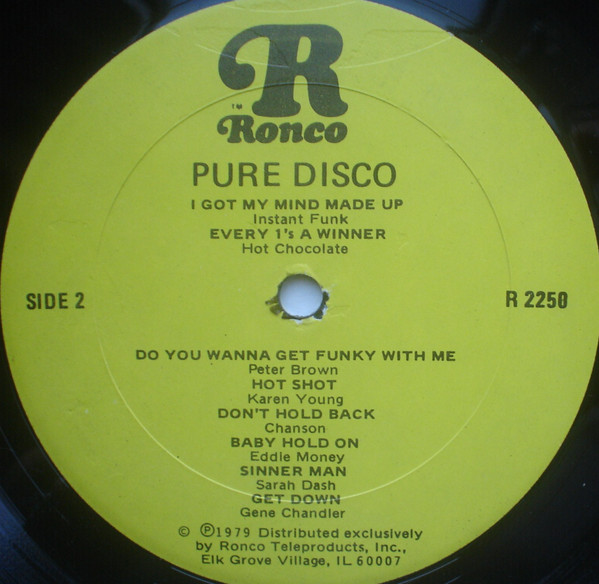 R
TM
Ronco
PURE DISCO
I GOT MY MIND MADE UP
Instant Funk
EVERY 1's A WINNER
Hot Chocolate
SIDE 2
R 2250
DO YOU WANNA GET FUNKY WITH ME
Peter Brown
HOT SHOT
Karen Young
DON'T HOLD BACK
Chanson
BABY HOLD ON
Eddie Money
SINNER MAN
Sarah Dash
GET DOWN
Gene Chandler
© ℗1979 Distributed exclusively
by Ronco Teleproducts, Inc.,
Elk Grove Village, IL 60007